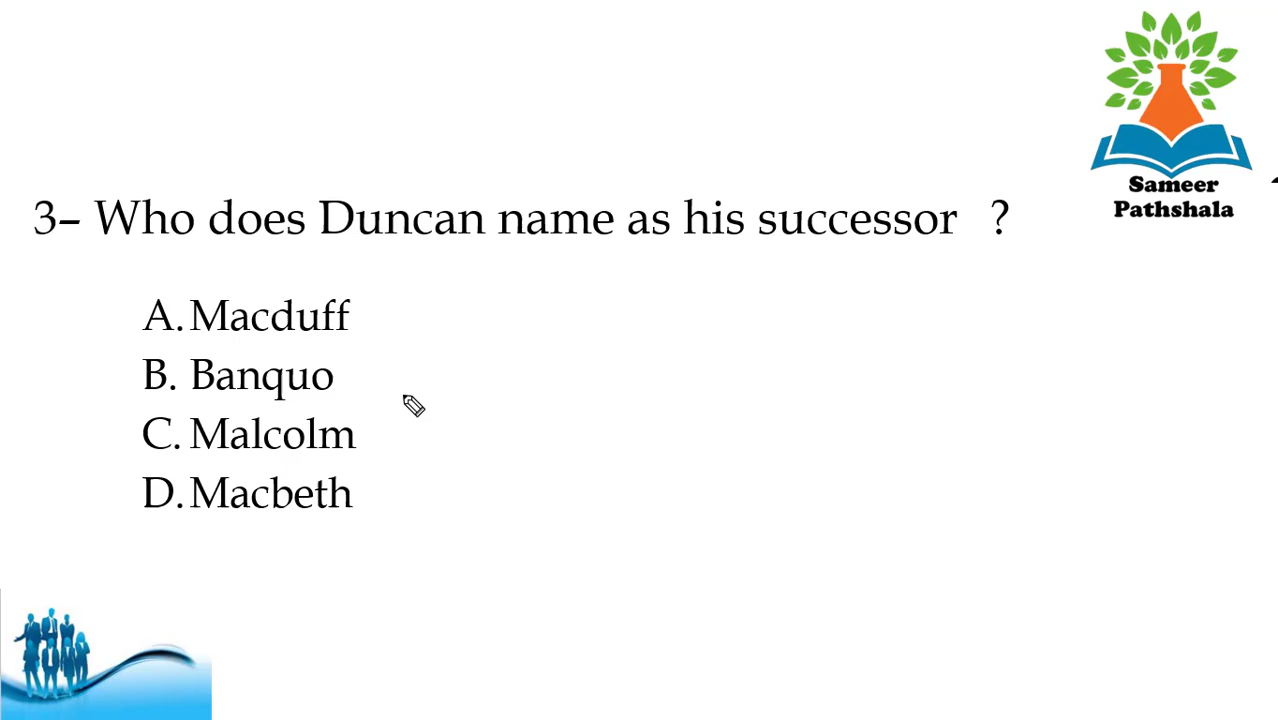 Sameer
Pathshala
3– Who does Duncan name as his successor ?
A. Macduff
B. Banquo
C. Malcolm
D. Macbeth